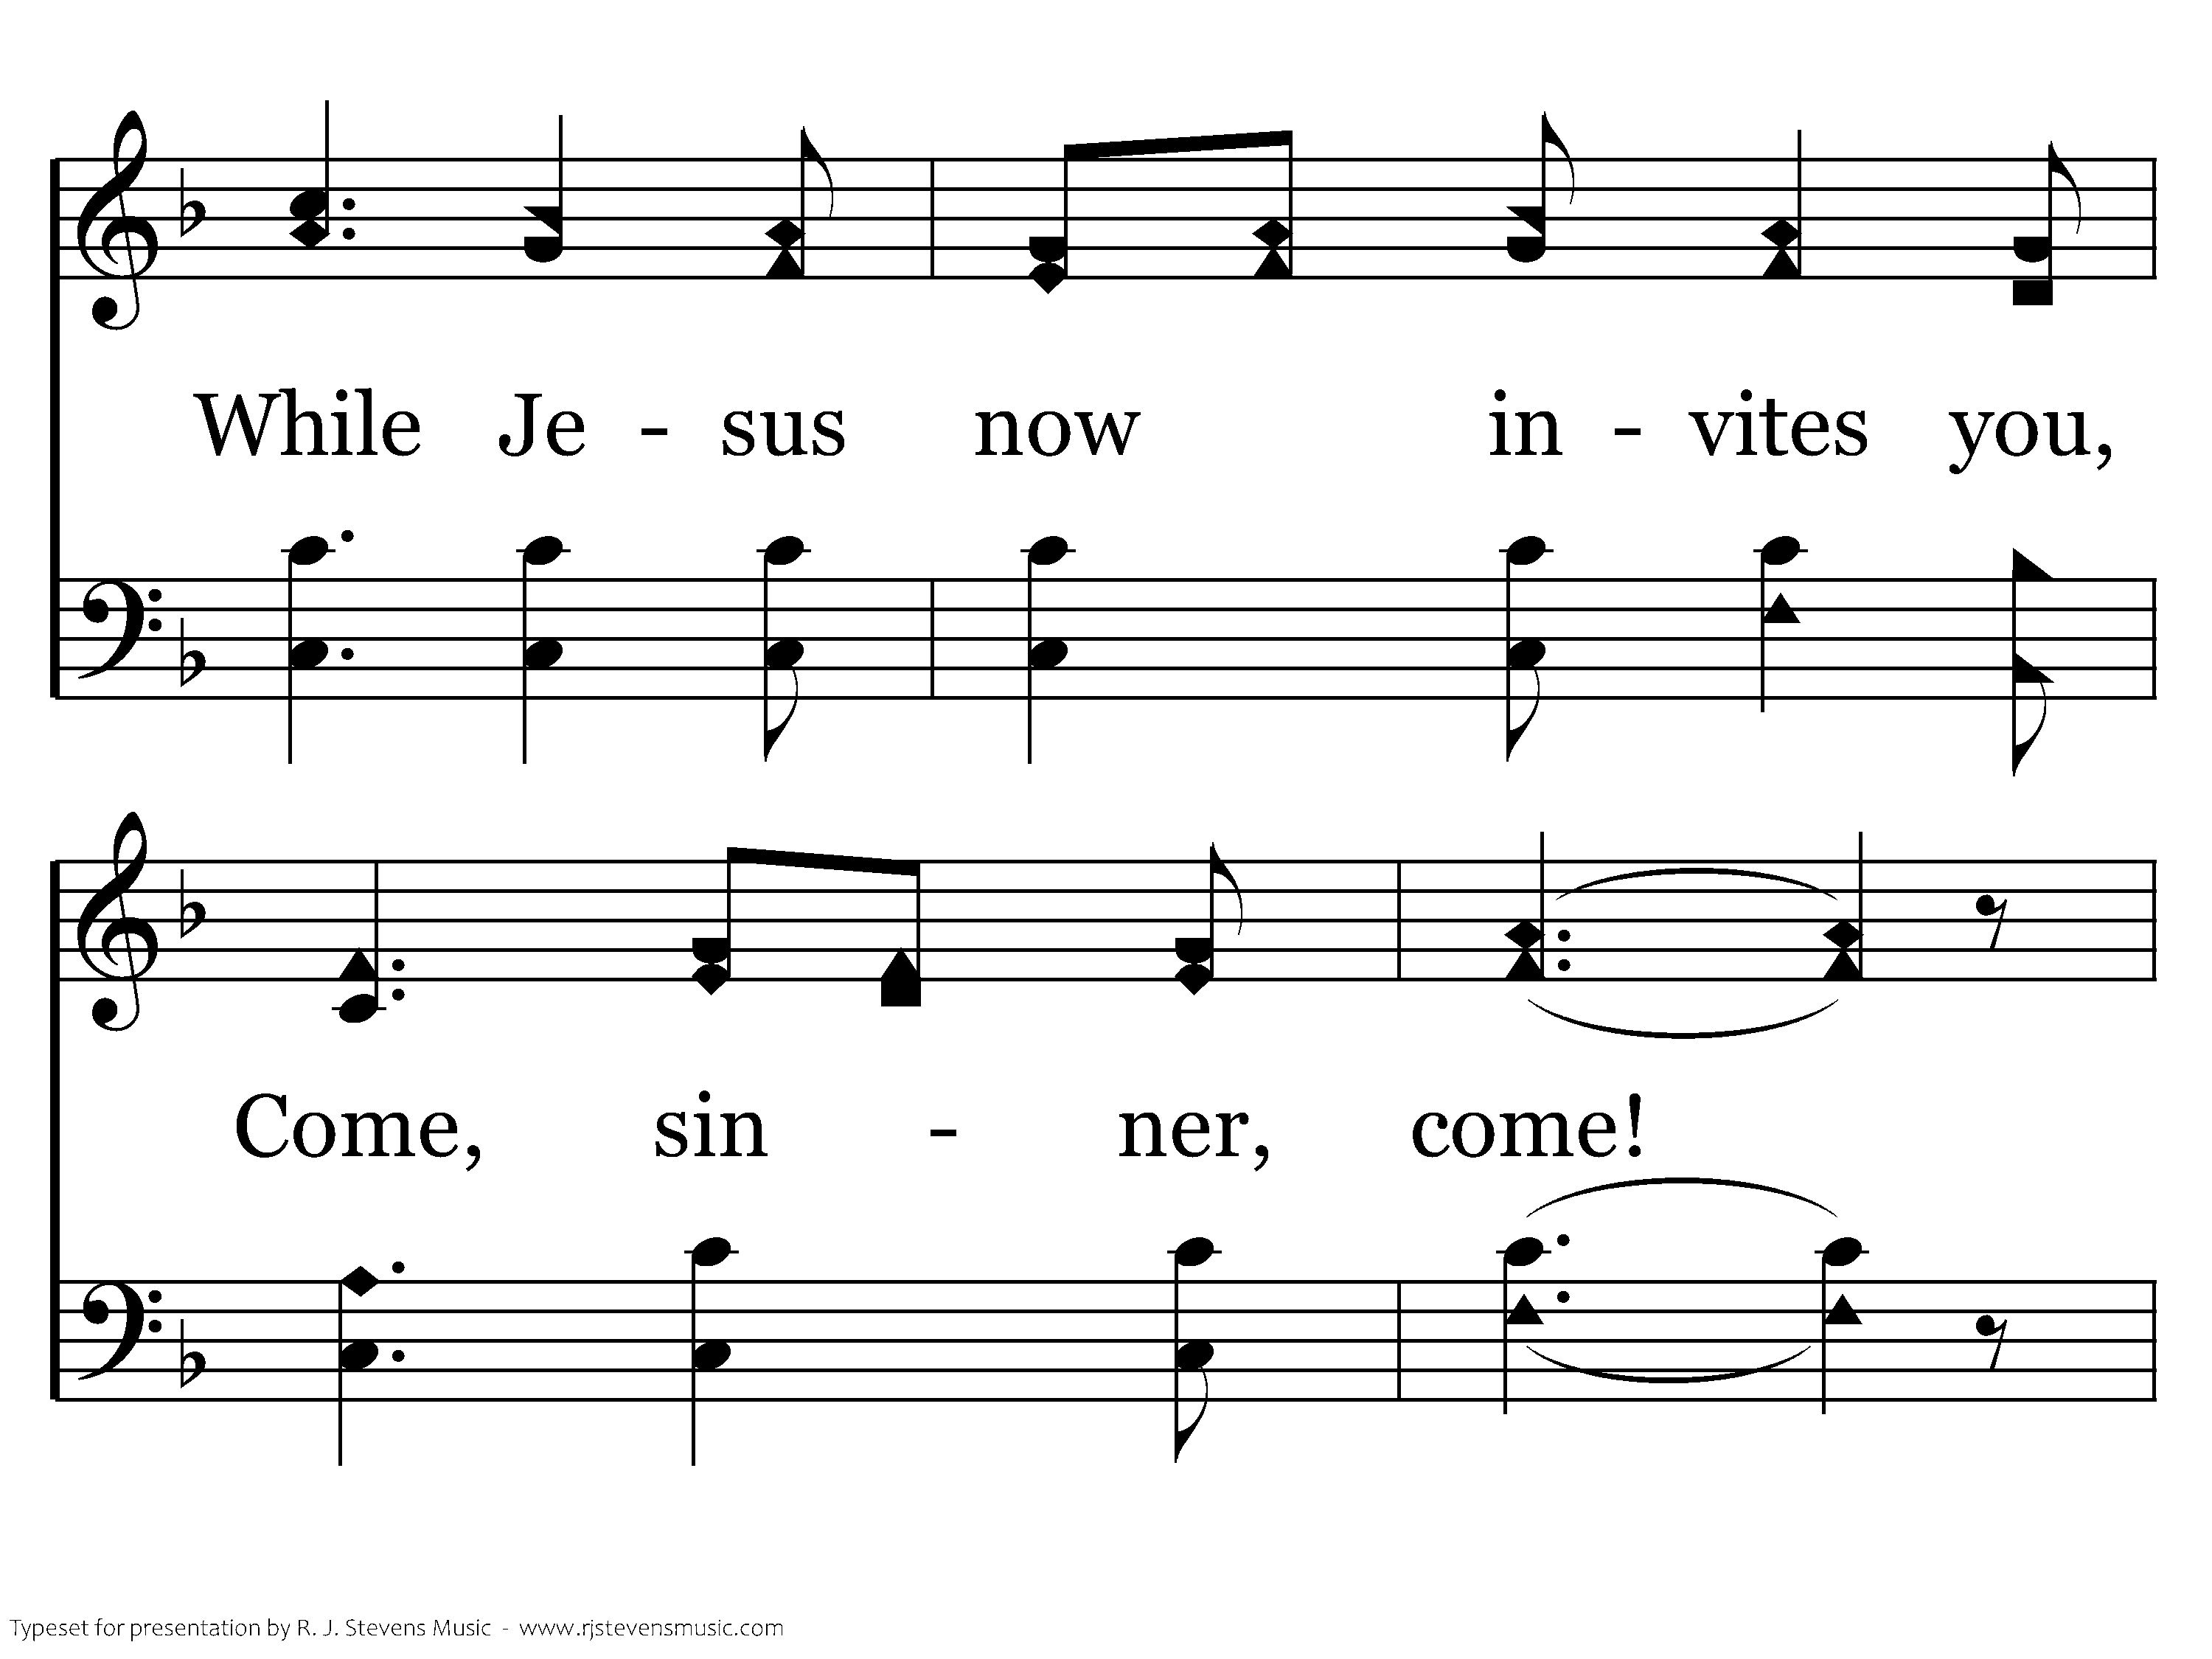 While Je - sus now in - vites you,
Come, sin - ner, come!
Typeset for presentation by R. J. Stevens Music - www.rjstevensmusic.com